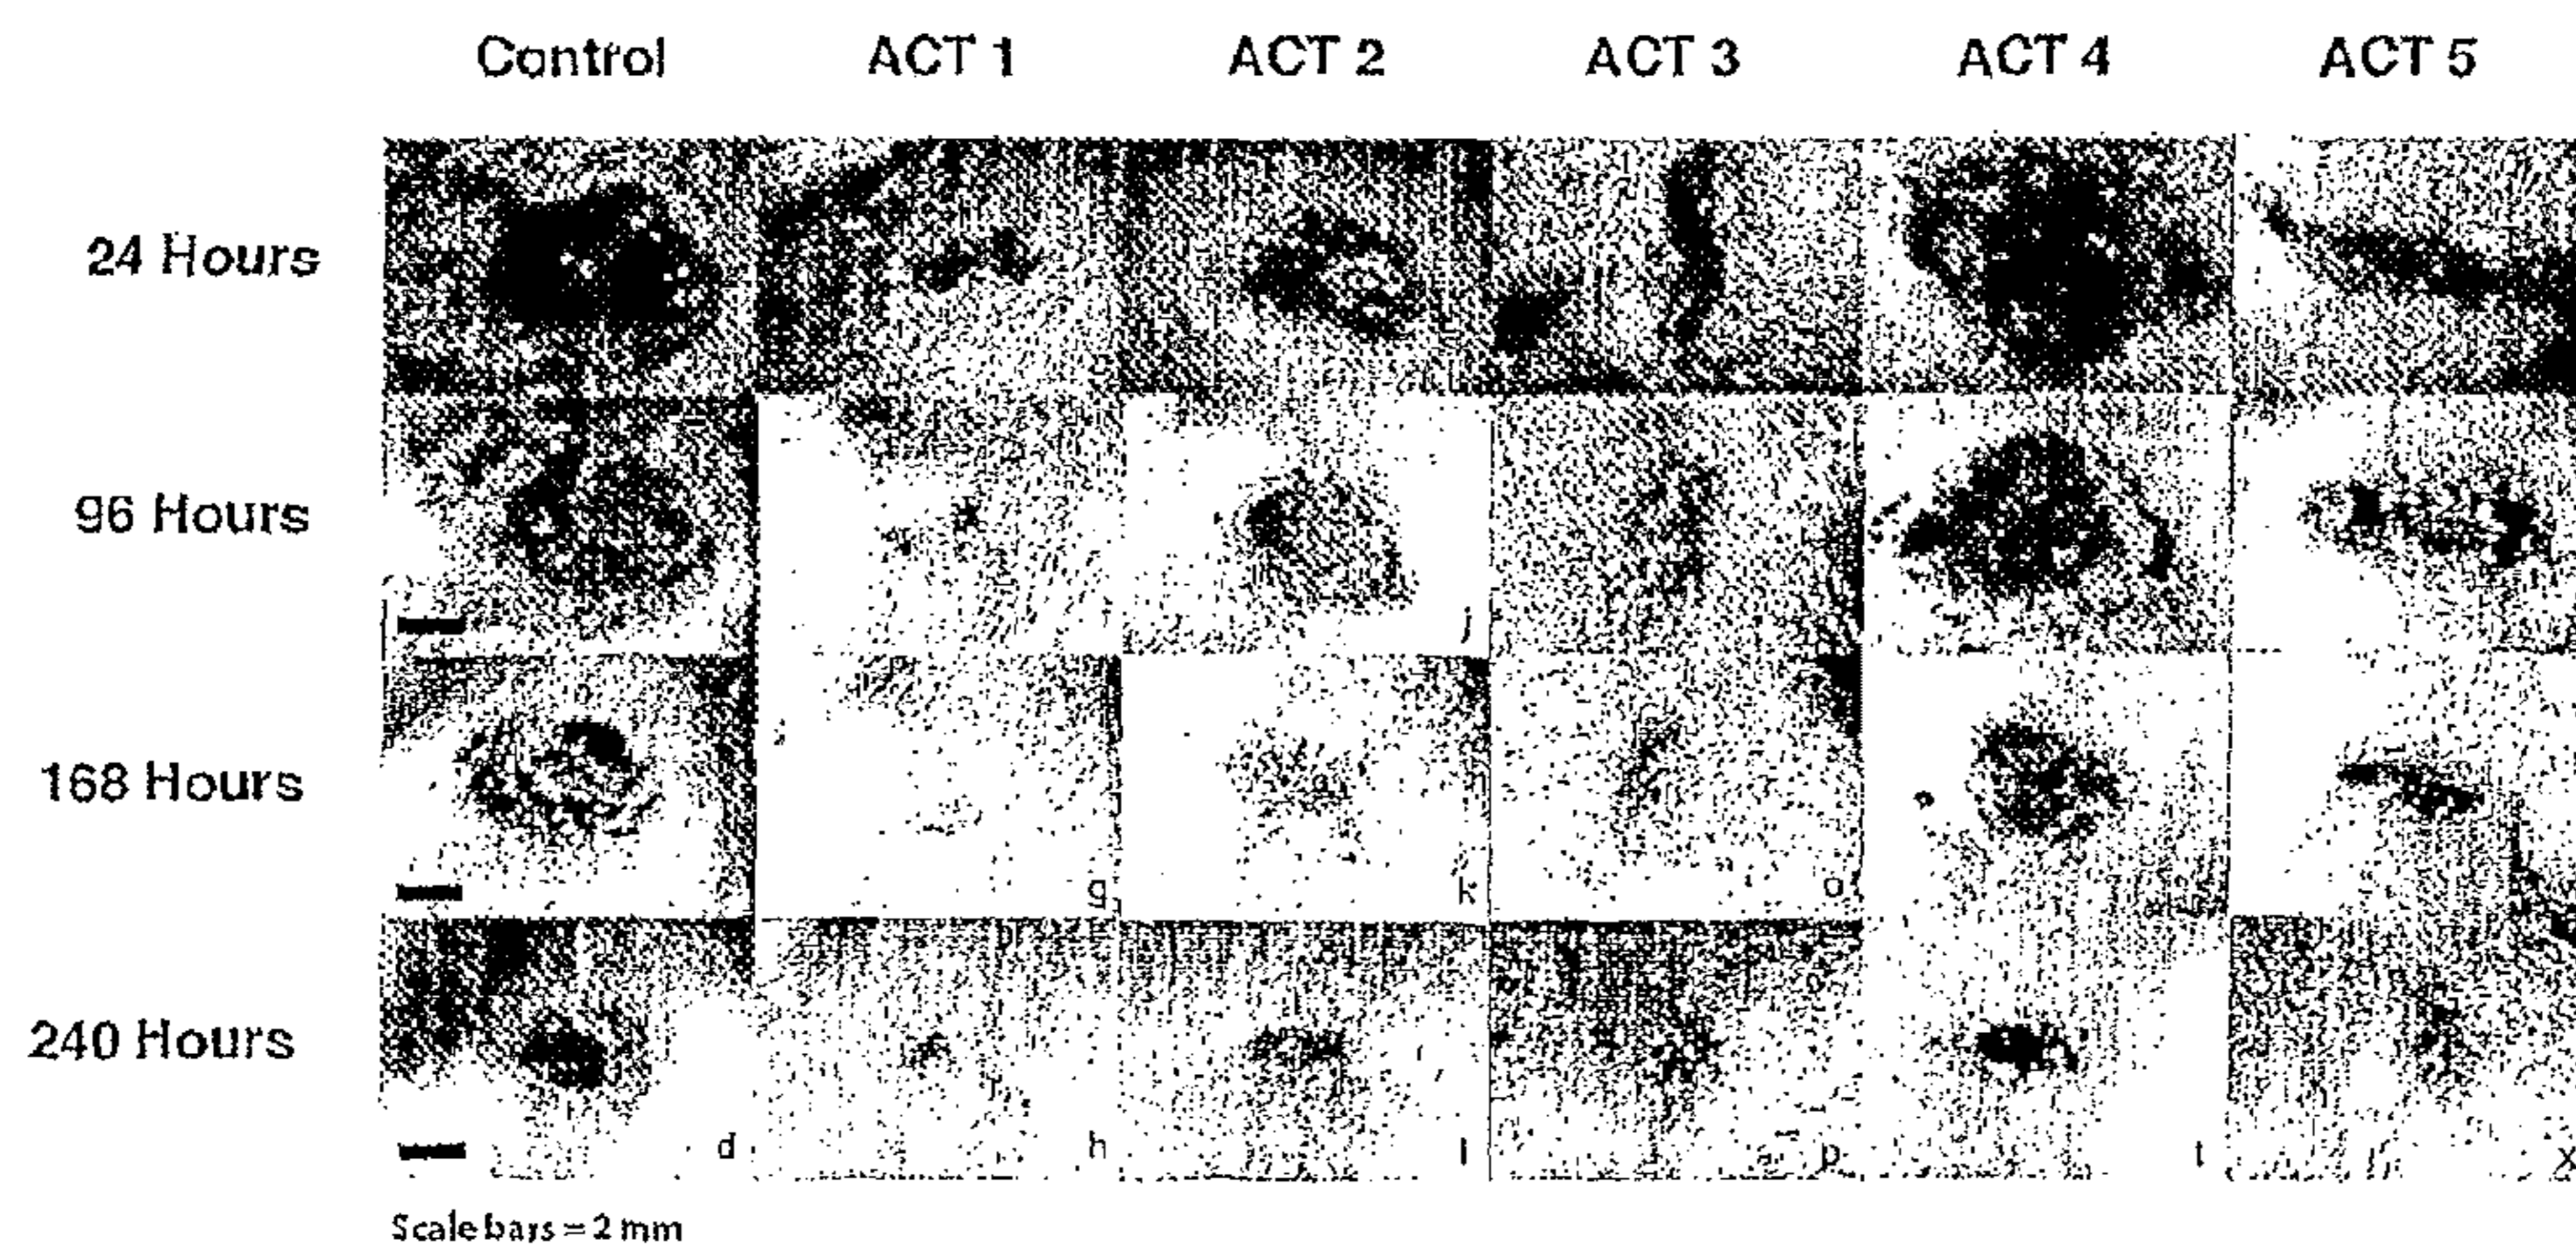 Control ACT 1 ACT 2 ACT 3 ACT 4 ACT 5
24 Hours
96 Hours
f j
168 Hours
g k o
240 Hours
d h l p t x
Scale bars = 2 mm